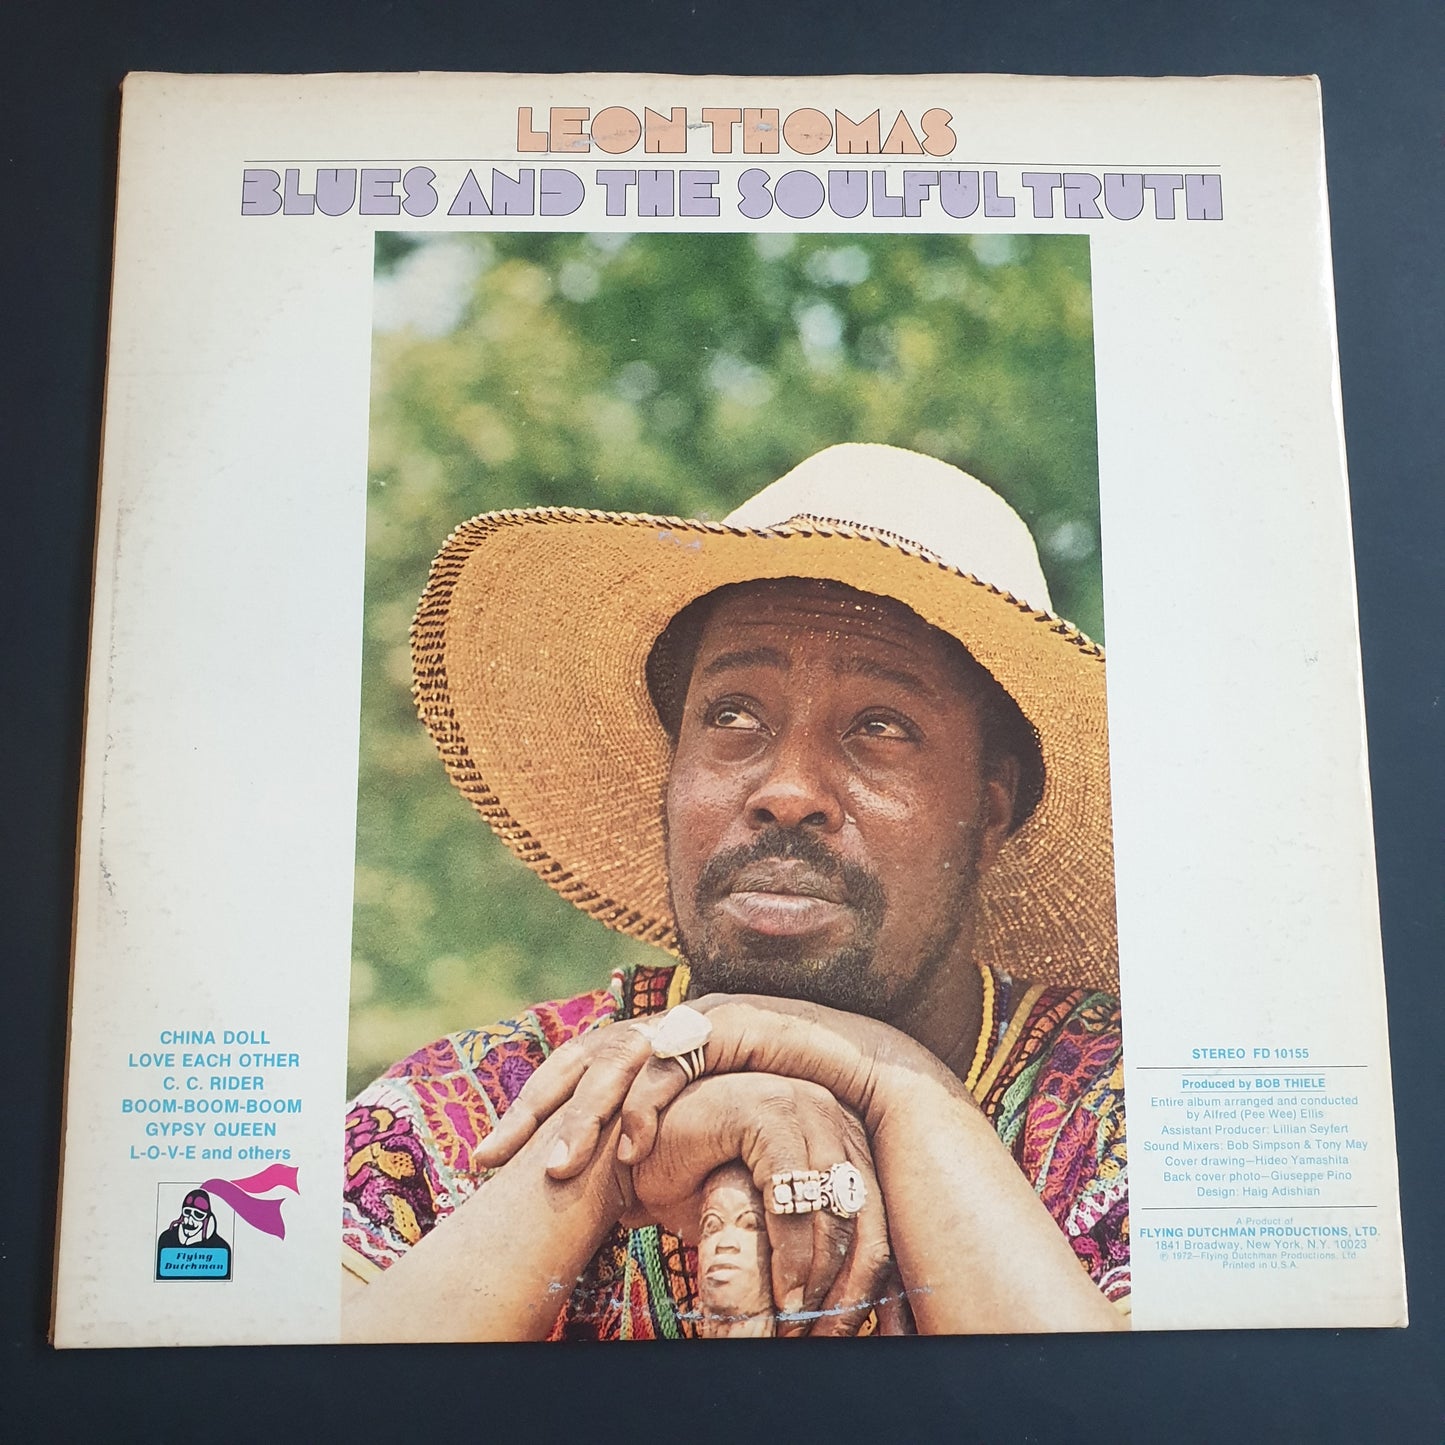 LEON THOMAS
BLUES AND THE SOULFUL TRUTH
CHINA DOLL
LOVE EACH OTHER
C. C. RIDER
BOOM-BOOM-BOOM
GYPSY QUEEN
L-O-V-E and others
Flying
Dutchman
STEREO FD 10155
Produced by BOB THIELE
Entire album arranged and conducted
by Alfred (Pee Wee) Ellis
Assistant Producer: Lillian Seyfert
Sound Mixers: Bob Simpson & Tony May
Cover drawing—Hideo Yamashita
Back cover photo—Giuseppe Pino
Design: Haig Adishian
A Product of
FLYING DUTCHMAN PRODUCTIONS, LTD.
1841 Broadway, New York, N.Y. 10023
© 1972—Flying Dutchman Productions, Ltd.
Printed in U.S.A.